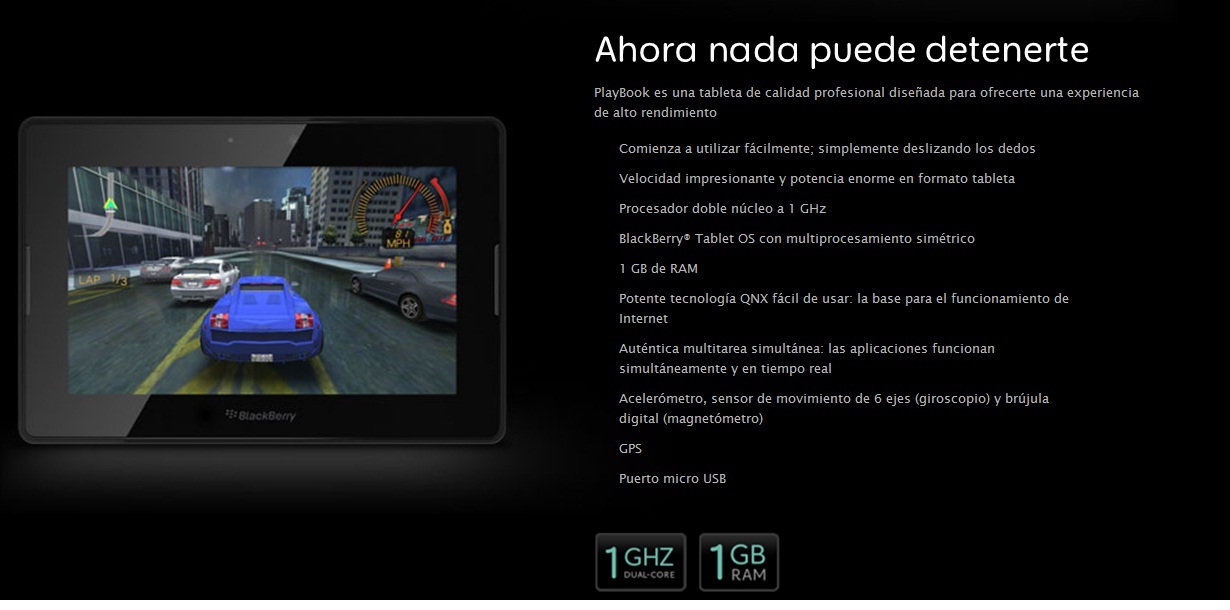 Ahora nada puede detenerte
PlayBook es una tableta de calidad profesional diseñada para ofrecerte una experiencia
de alto rendimiento
Comienza a utilizar fácilmente; simplemente deslizando los dedos
Velocidad impresionante y potencia enorme en formato tableta
Procesador doble núcleo a 1 GHz
BlackBerry® Tablet OS con multiprocesamiento simétrico
1 GB de RAM
Potente tecnología QNX fácil de usar: la base para el funcionamiento de
Internet
Auténtica multitarea simultánea: las aplicaciones funcionan
simultáneamente y en tiempo real
Acelerómetro, sensor de movimiento de 6 ejes (giroscopio) y brújula
digital (magnetómetro)
GPS
Puerto micro USB
1 GHZ
DUAL-CORE
1 GB
RAM
81
MPH
LAP 1/3
BlackBerry